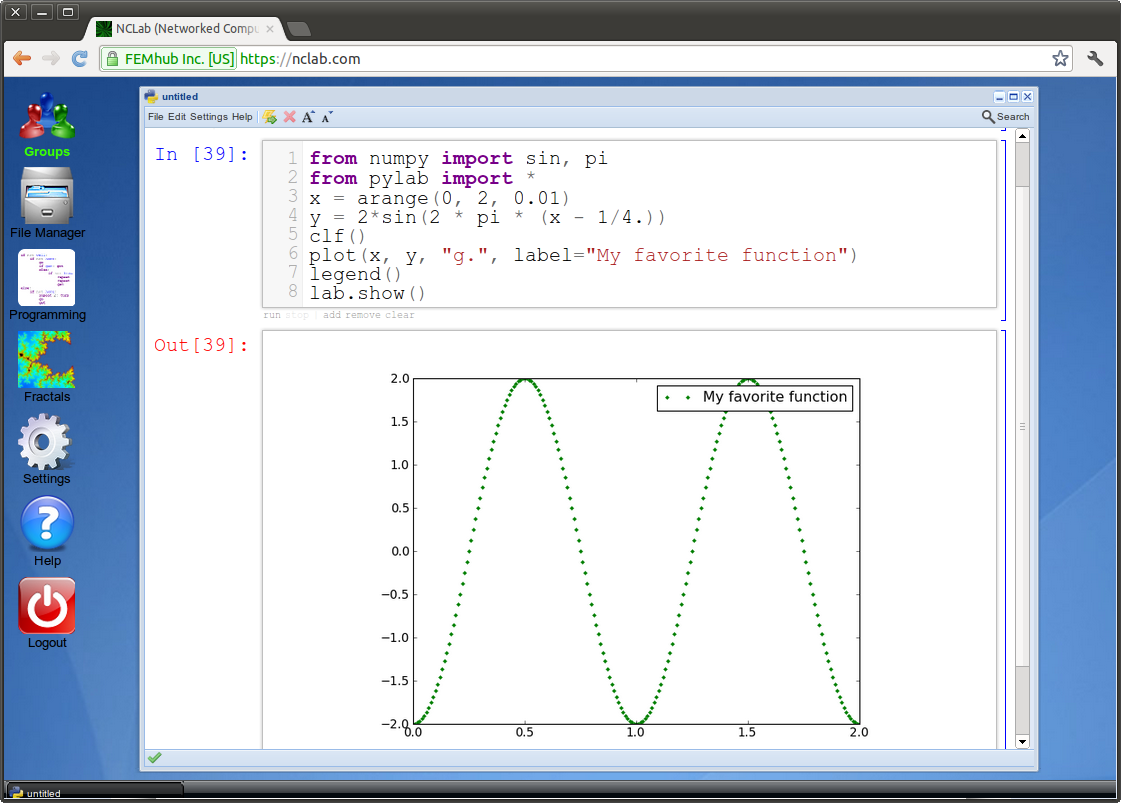 NCLab (Networked Compu
FEMhub Inc. [US] https://nclab.com
Groups
File Manager
Programming
Fractals
Settings
Help
Logout
untitled
File Edit Settings Help A A Search
In [39]:
1 from numpy import sin, pi
2 from pylab import *
3 x = arange(0, 2, 0.01)
4 y = 2*sin(2 * pi * (x - 1/4.))
5 clf()
6 plot(x, y, "g.", label="My favorite function")
7 legend()
8 lab.show()
run stop | add remove clear
Out[39]:
My favorite function
2.0
1.5
1.0
0.5
0.0
−0.5
−1.0
−1.5
−2.0
0.0 0.5 1.0 1.5 2.0
untitled